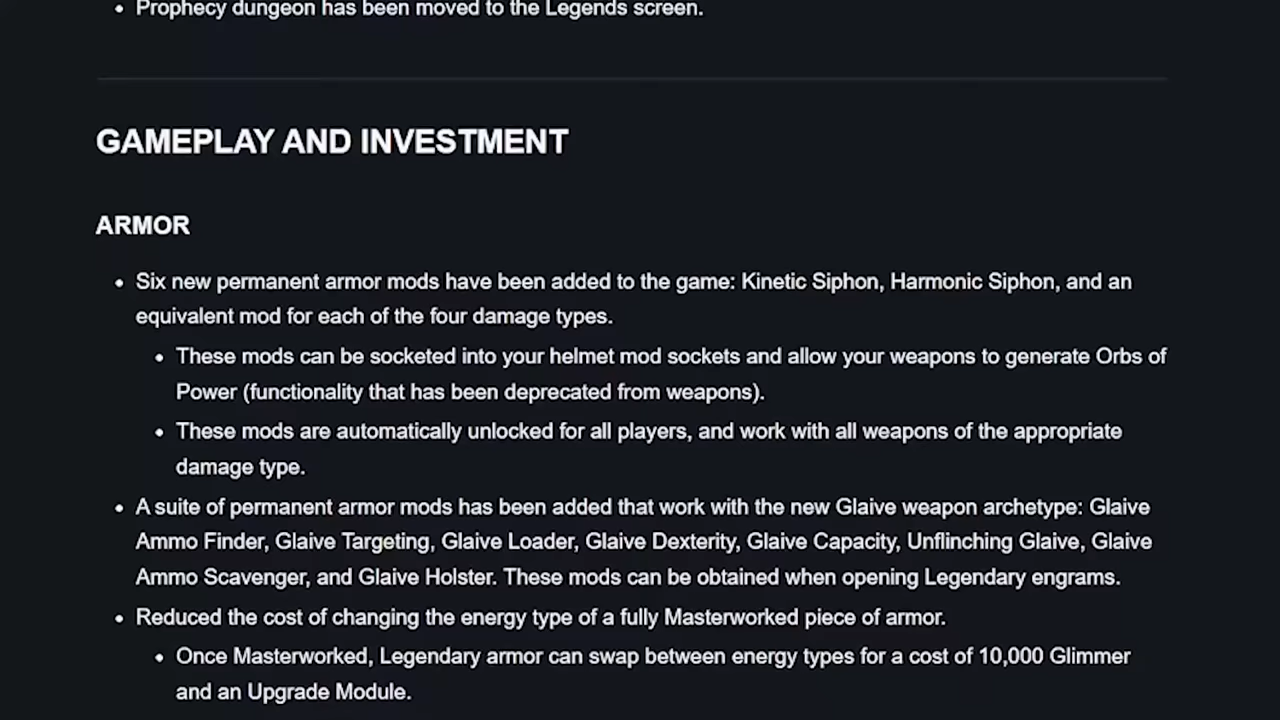 • Prophecy dungeon has been moved to the Legends screen.
GAMEPLAY AND INVESTMENT
ARMOR
• Six new permanent armor mods have been added to the game: Kinetic Siphon, Harmonic Siphon, and an
equivalent mod for each of the four damage types.
• These mods can be socketed into your helmet mod sockets and allow your weapons to generate Orbs of
Power (functionality that has been deprecated from weapons).
• These mods are automatically unlocked for all players, and work with all weapons of the appropriate
damage type.
• A suite of permanent armor mods has been added that work with the new Glaive weapon archetype: Glaive
Ammo Finder, Glaive Targeting, Glaive Loader, Glaive Dexterity, Glaive Capacity, Unflinching Glaive, Glaive
Ammo Scavenger, and Glaive Holster. These mods can be obtained when opening Legendary engrams.
• Reduced the cost of changing the energy type of a fully Masterworked piece of armor.
• Once Masterworked, Legendary armor can swap between energy types for a cost of 10,000 Glimmer
and an Upgrade Module.